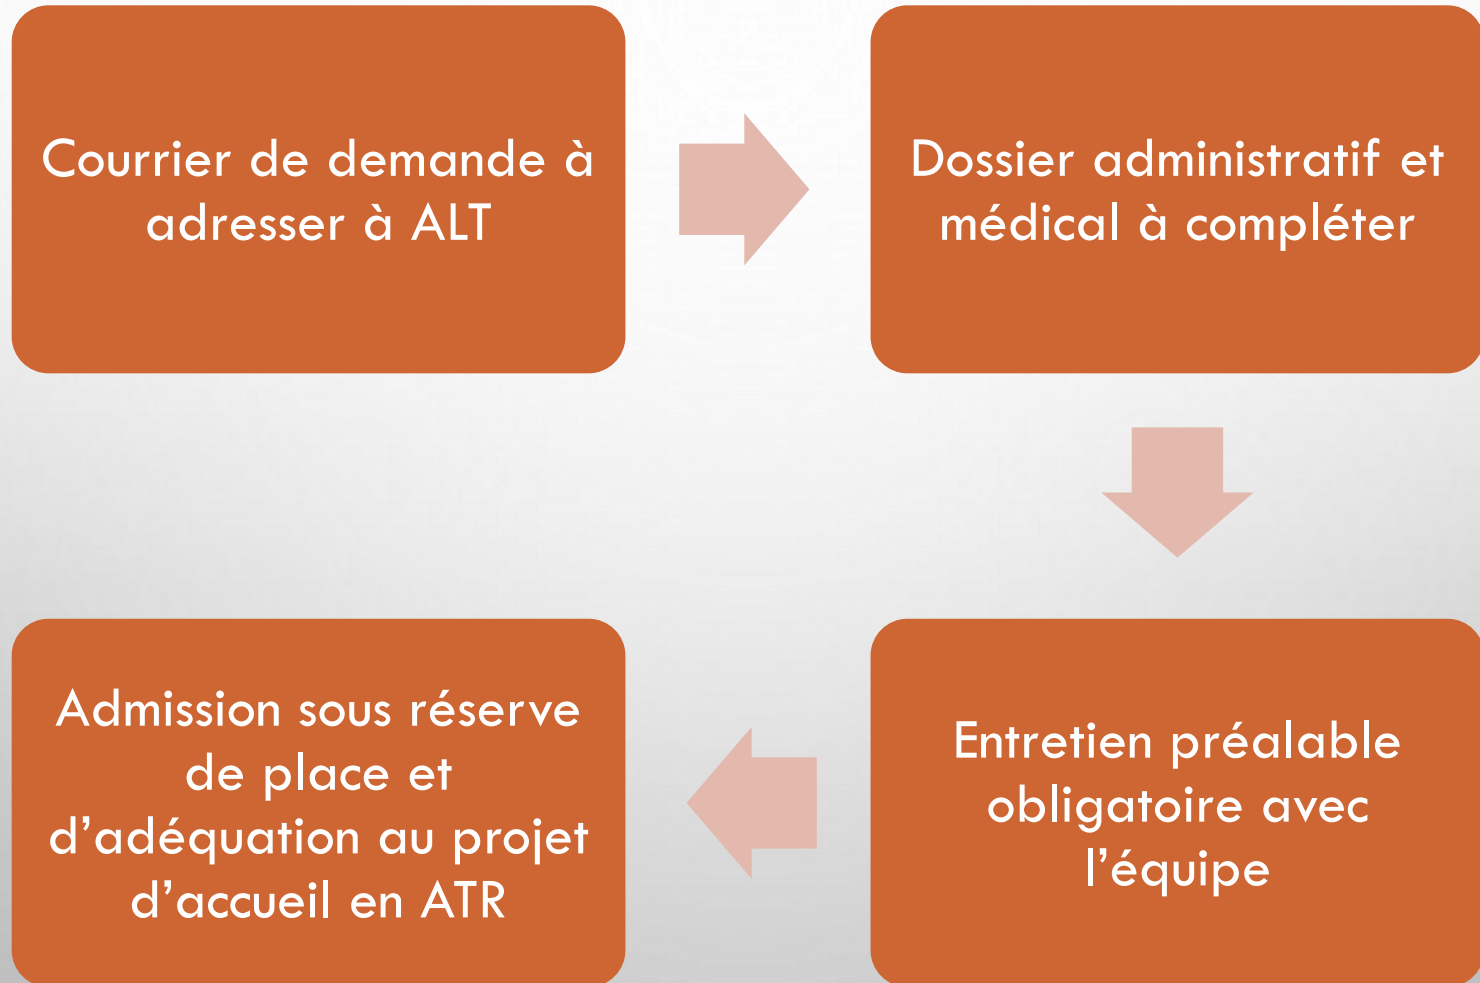 Courrier de demande à
adresser à ALT
Dossier administratif et
médical à compléter
Entretien préalable
obligatoire avec
l’équipe
Admission sous réserve
de place et
d’adéquation au projet
d’accueil en ATR